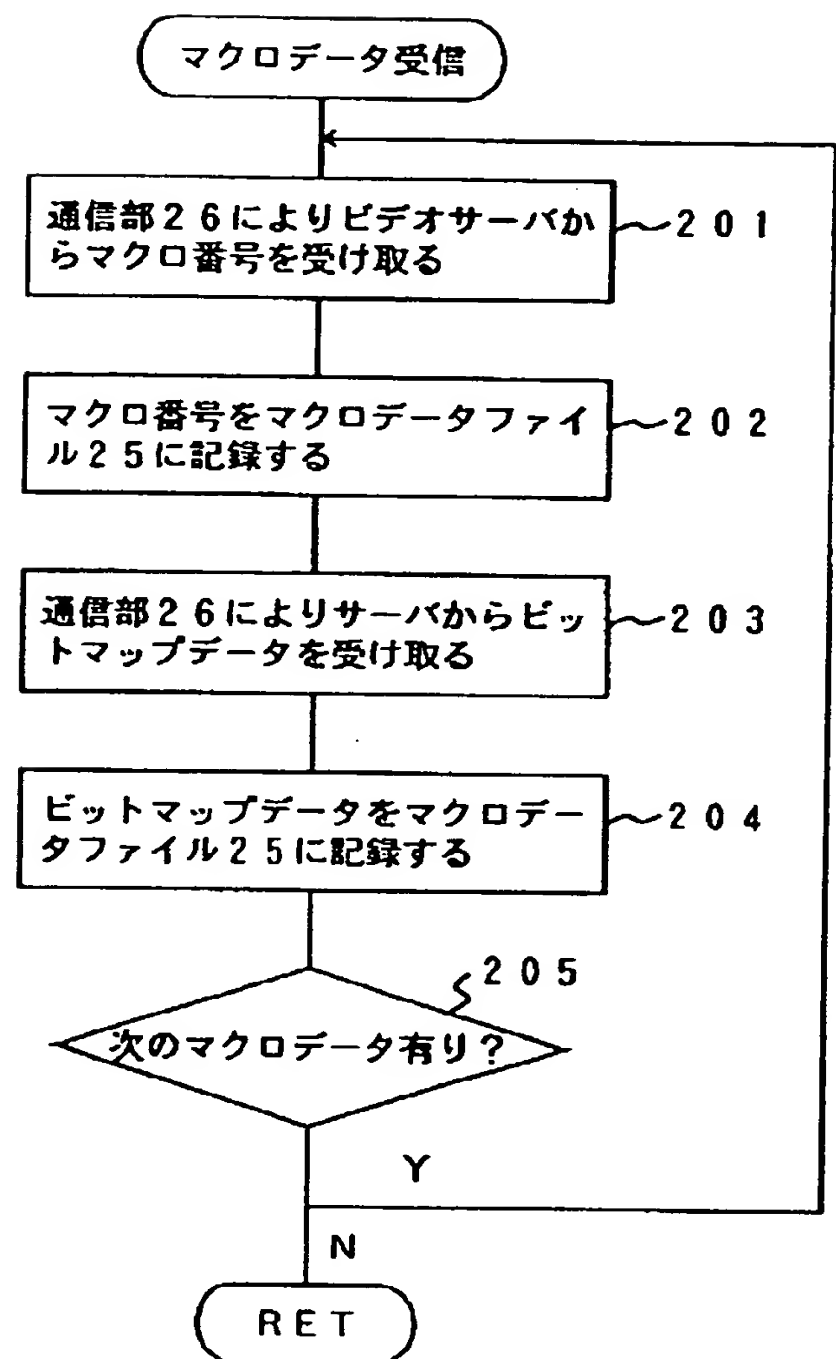 マクロデータ受信
通信部26によりビデオサーバか
らマクロ番号を受け取る
201
マクロ番号をマクロデータファイ
ル25に記録する
202
通信部26によりサーバからビッ
トマップデータを受け取る
203
ビットマップデータをマクロデー
タファイル25に記録する
204
205
次のマクロデータ有り?
Y
N
RET